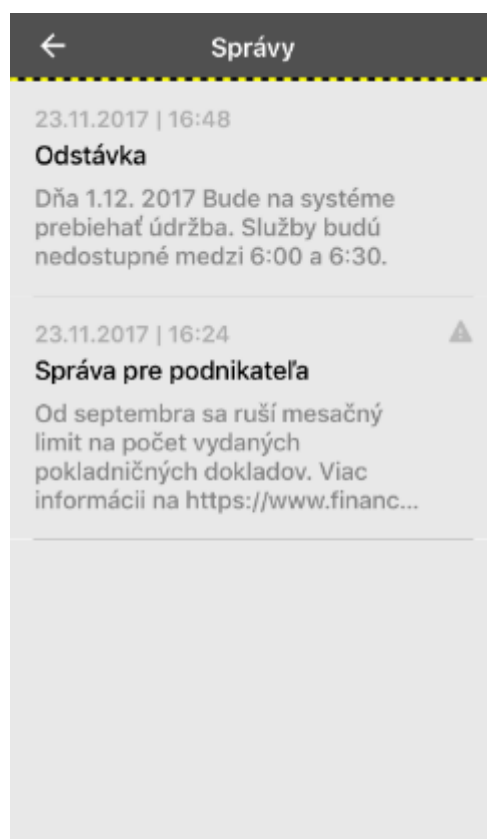 Správy
23.11.2017 | 16:48
Odstávka
Dňa 1.12. 2017 Bude na systéme
prebiehať údržba. Služby budú
nedostupné medzi 6:00 a 6:30.
23.11.2017 | 16:24
Správa pre podnikateľa
Od septembra sa ruší mesačný
limit na počet vydaných
pokladničných dokladov. Viac
informácii na https://www.financ...